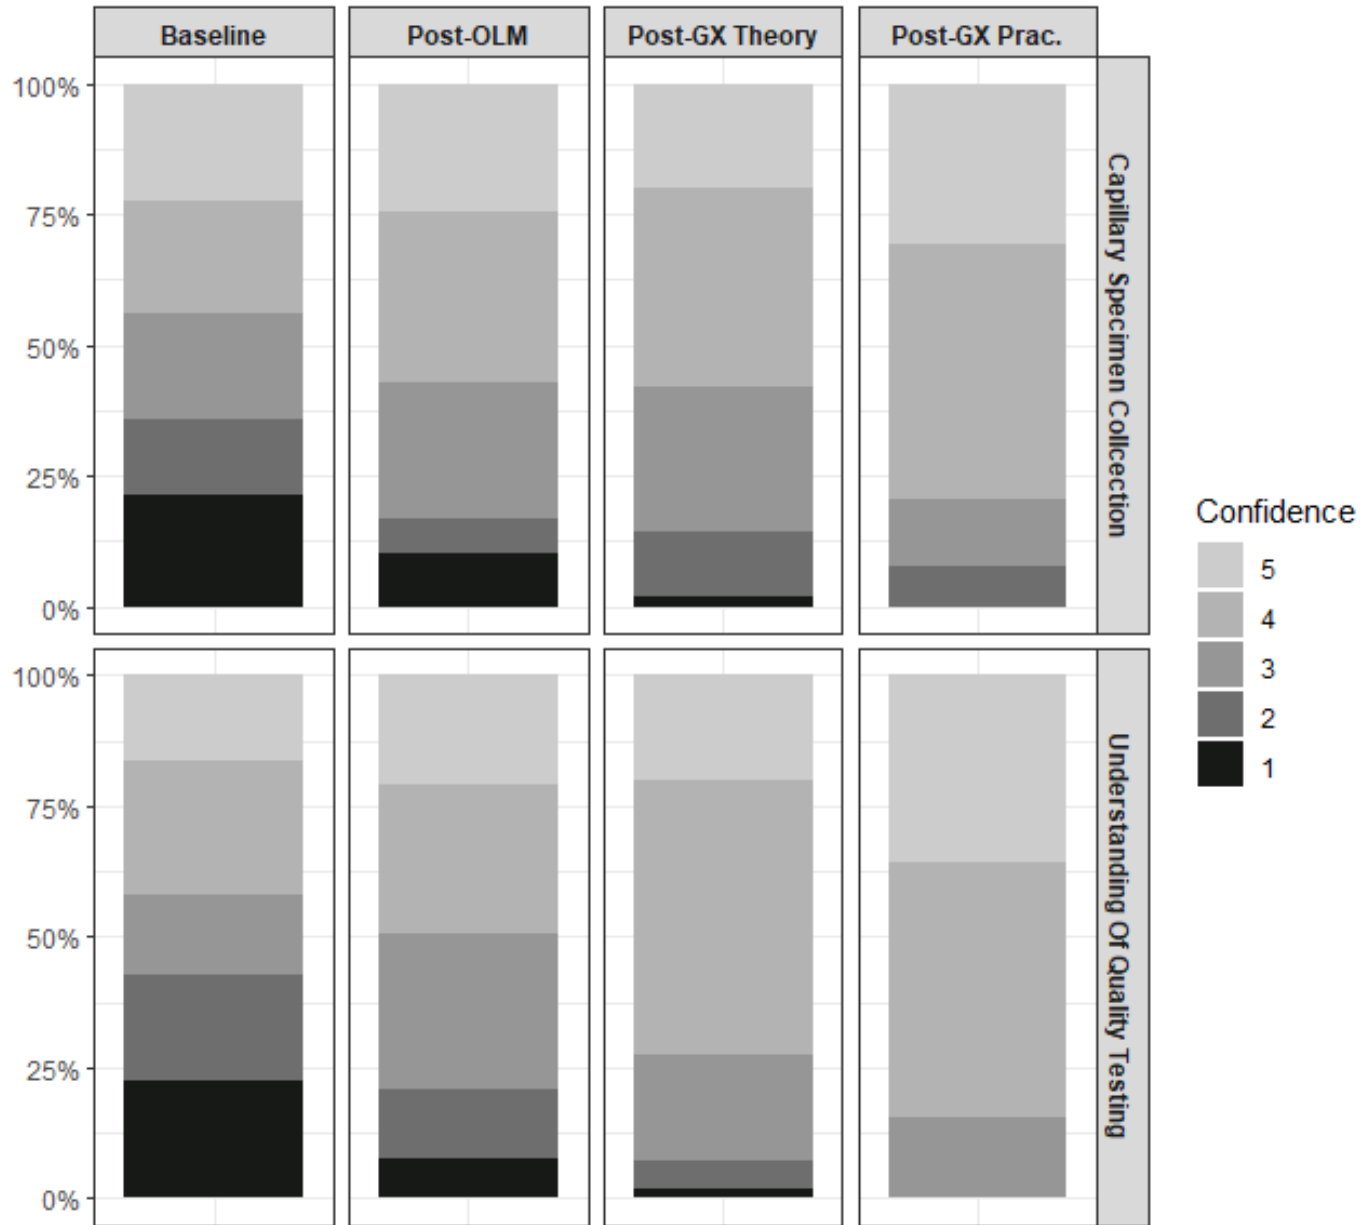 Baseline
Post-OLM
Post-GX Theory
Post-GX Prac.
100%
75%
50%
25%
0%
Capillary Specimen Collcection
100%
75%
50%
25%
0%
Understanding Of Quality Testing
Confidence
5
4
3
2
1